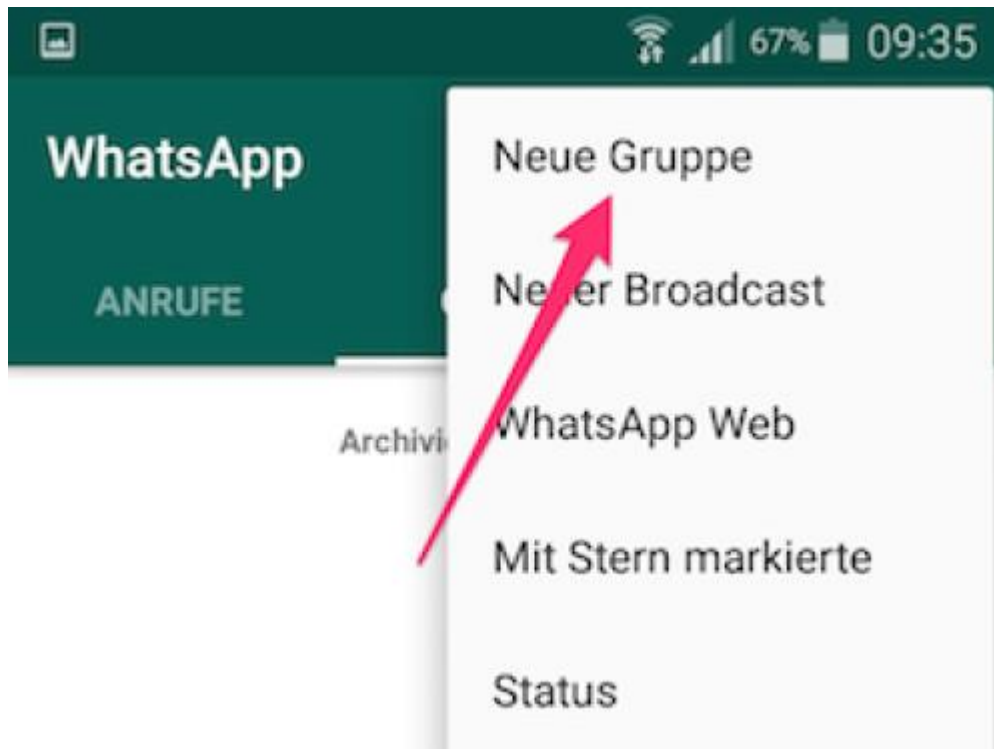 67% 09:35
WhatsApp
Neue Gruppe
ANRUFE
Broadcast
WhatsApp Web
Mit Stern markierte
Status